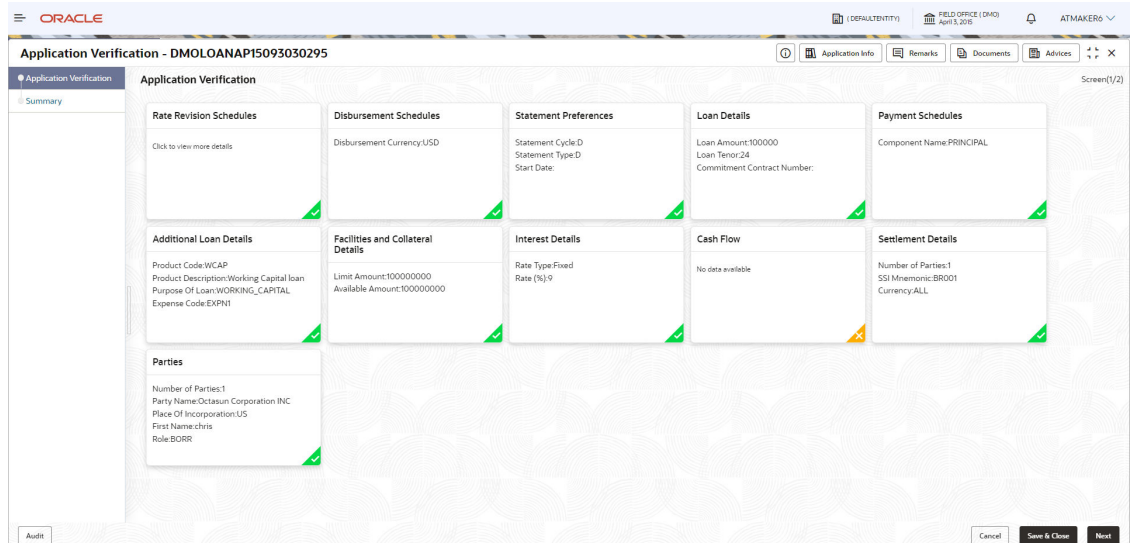 ORACLE
( DEFAULTENTITY)
FIELD OFFICE ( DMO)
April 3, 2015
ATMAKER6
Application Verification - DMOLOANAP15093030295
Application Info
Remarks
Documents
Advices
Application Verification
Summary
Application Verification
Screen(1/2)
Rate Revision Schedules
Click to view more details
Disbursement Schedules
Disbursement Currency:USD
Statement Preferences
Statement Cycle:D
Statement Type:D
Start Date:
Loan Details
Loan Amount:100000
Loan Tenor:24
Commitment Contract Number:
Payment Schedules
Component Name:PRINCIPAL
Additional Loan Details
Product Code:WCAP
Product Description:Working Capital loan
Purpose Of Loan:WORKING_CAPITAL
Expense Code:EXPN1
Facilities and Collateral
Details
Limit Amount:100000000
Available Amount:100000000
Interest Details
Rate Type:Fixed
Rate (%):9
Cash Flow
No data available
Settlement Details
Number of Parties:1
SSI Mnemonic:BR001
Currency:ALL
Parties
Number of Parties:1
Party Name:Octasun Corporation INC
Place Of Incorporation:US
First Name:chris
Role:BORR
Audit
Cancel
Save & Close
Next